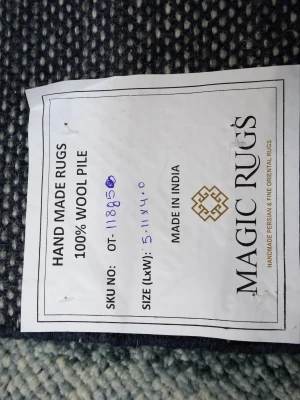 HAND MADE RUGS
100% WOOL PILE
SKU NO: OT- 118856
SIZE (LxW): 5.11x4.0
MADE IN INDIA
MAGIC RUGS
HANDMADE PERSIAN & FINE ORIENTAL RUGS